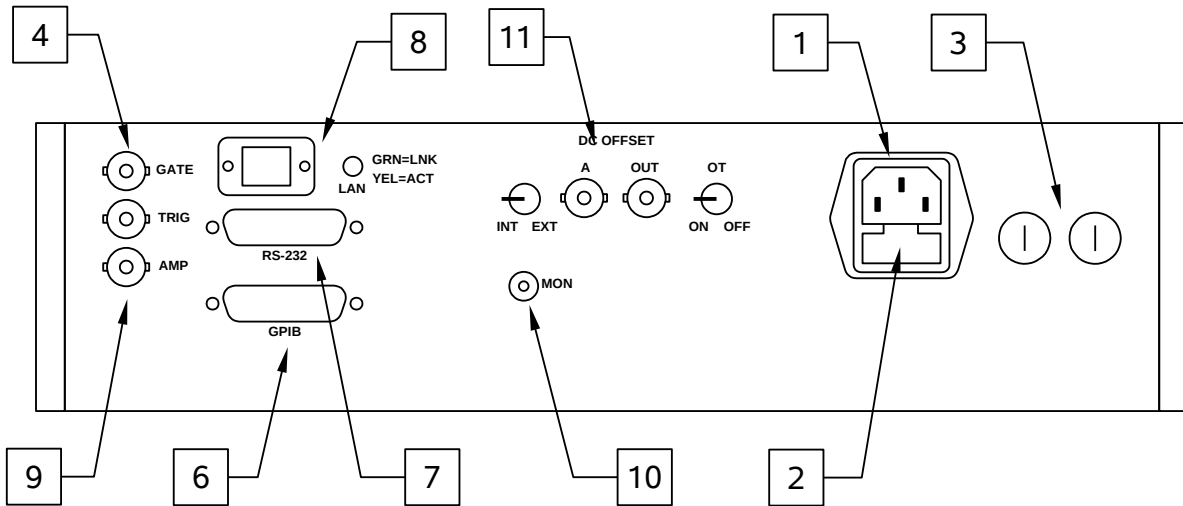 4
8
11
1
3
DC OFFSET
GATE
GRN=LNK
YEL=ACT
LAN
A
OUT
OT
TRIG
INT EXT
ON OFF
RS-232
AMP
MON
GPIB
9
6
7
10
2